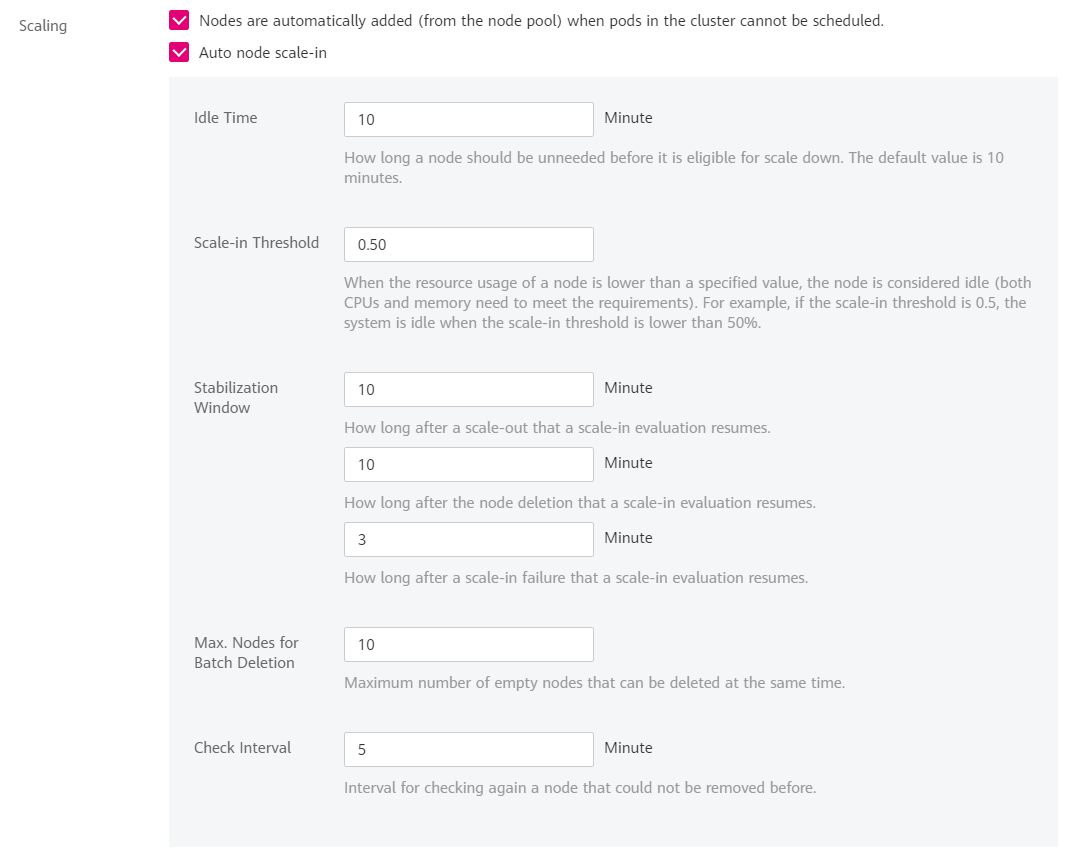 Scaling
Nodes are automatically added (from the node pool) when pods in the cluster cannot be scheduled.
Auto node scale-in
Idle Time
10
Minute
How long a node should be unneeded before it is eligible for scale down. The default value is 10
minutes.
Scale-in Threshold
0.50
When the resource usage of a node is lower than a specified value, the node is considered idle (both
CPUs and memory need to meet the requirements). For example, if the scale-in threshold is 0.5, the
system is idle when the scale-in threshold is lower than 50%.
Stabilization
Window
10
Minute
How long after a scale-out that a scale-in evaluation resumes.
10
Minute
How long after the node deletion that a scale-in evaluation resumes.
3
Minute
How long after a scale-in failure that a scale-in evaluation resumes.
Max. Nodes for
Batch Deletion
10
Maximum number of empty nodes that can be deleted at the same time.
Check Interval
5
Minute
Interval for checking again a node that could not be removed before.